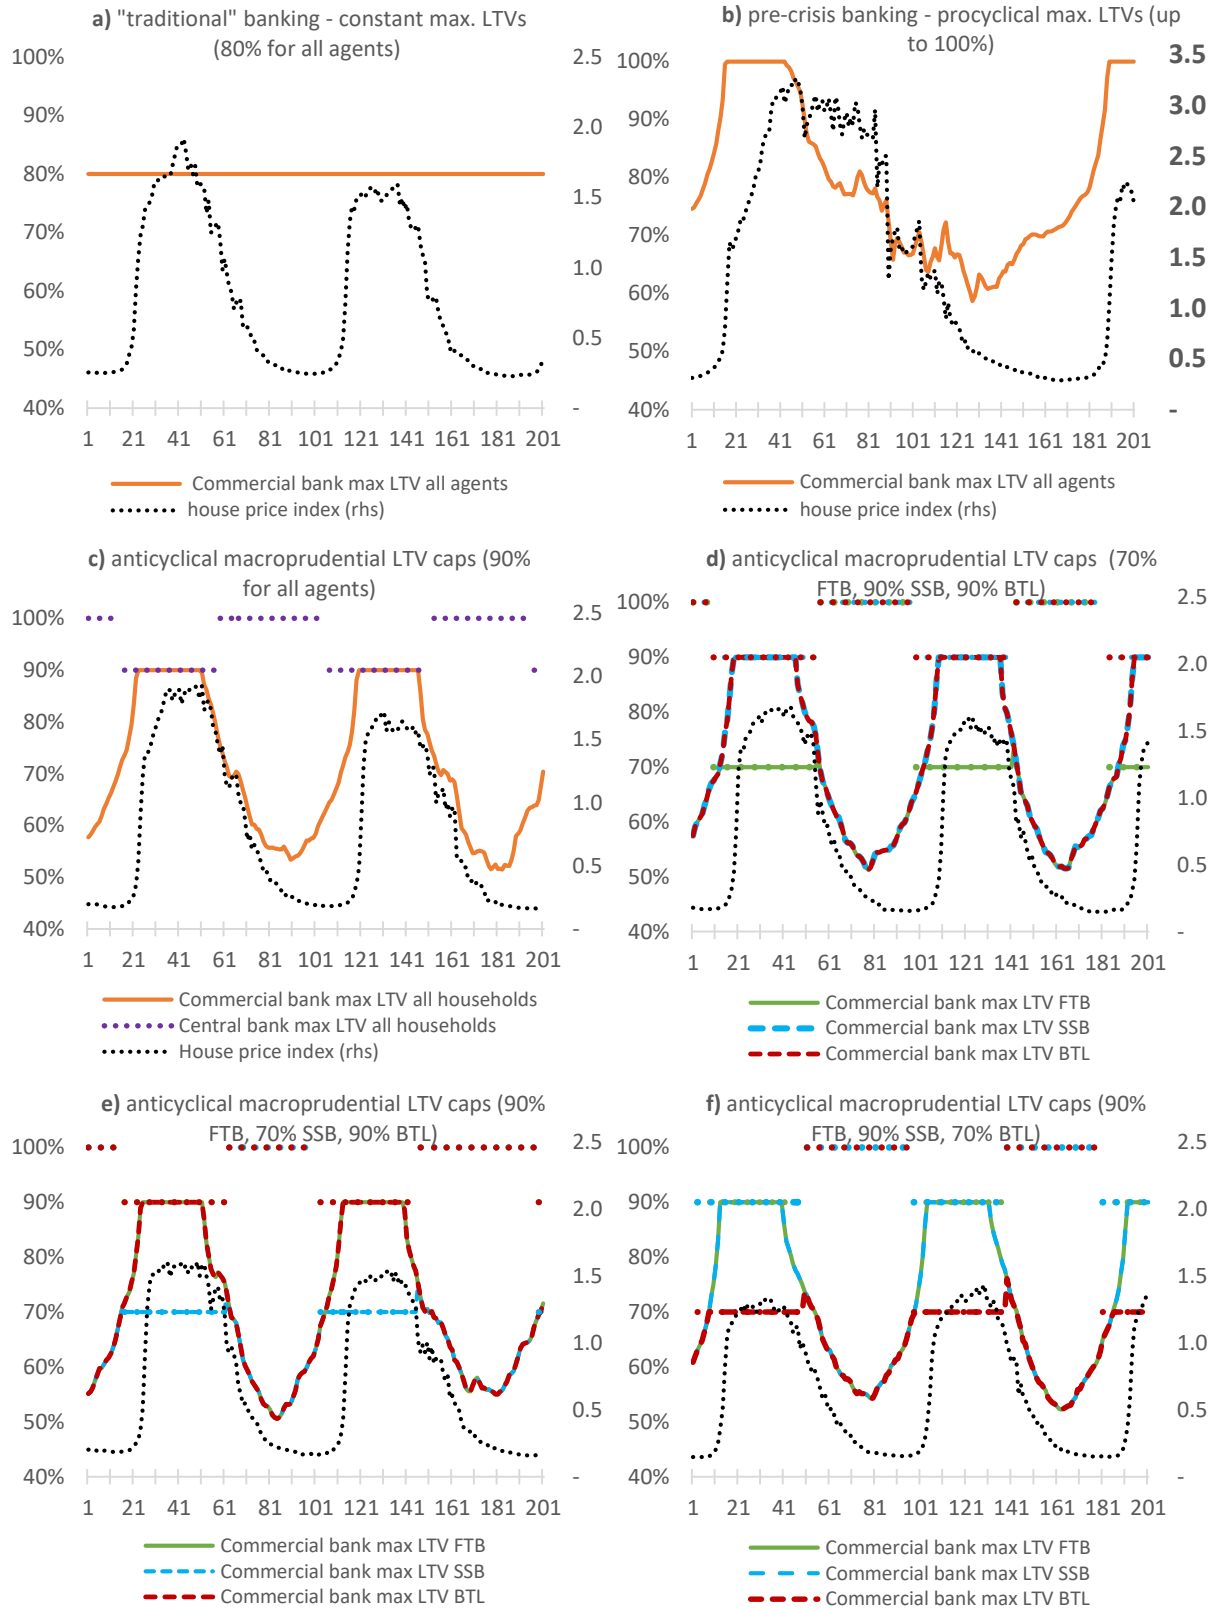 a) "traditional" banking - constant max. LTVs
(80% for all agents)
100%
90%
80%
70%
60%
50%
40%
2.5
2.0
1.5
1.0
0.5
-
1 21 41 61 81 101 121 141 161 181 201
Commercial bank max LTV all agents
house price index (rhs)
b) pre-crisis banking - procyclical max. LTVs (up
to 100%)
100%
90%
80%
70%
60%
50%
40%
3.5
3.0
2.5
2.0
1.5
1.0
0.5
-
1 21 41 61 81 101 121 141 161 181 201
Commercial bank max LTV all agents
house price index (rhs)
c) anticyclical macroprudential LTV caps (90%
for all agents)
100%
90%
80%
70%
60%
50%
40%
2.5
2.0
1.5
1.0
0.5
-
1 21 41 61 81 101 121 141 161 181 201
Commercial bank max LTV all households
Central bank max LTV all households
House price index (rhs)
d) anticyclical macroprudential LTV caps (70%
FTB, 90% SSB, 90% BTL)
100%
90%
80%
70%
60%
50%
40%
2.5
2.0
1.5
1.0
0.5
-
1 21 41 61 81 101 121 141 161 181 201
Commercial bank max LTV FTB
Commercial bank max LTV SSB
Commercial bank max LTV BTL
e) anticyclical macroprudential LTV caps (90%
FTB, 70% SSB, 90% BTL)
100%
90%
80%
70%
60%
50%
40%
2.5
2.0
1.5
1.0
0.5
-
1 21 41 61 81 101 121 141 161 181 201
Commercial bank max LTV FTB
Commercial bank max LTV SSB
Commercial bank max LTV BTL
f) anticyclical macroprudential LTV caps (90%
FTB, 90% SSB, 70% BTL)
100%
90%
80%
70%
60%
50%
40%
2.5
2.0
1.5
1.0
0.5
-
1 21 41 61 81 101 121 141 161 181 201
Commercial bank max LTV FTB
Commercial bank max LTV SSB
Commercial bank max LTV BTL